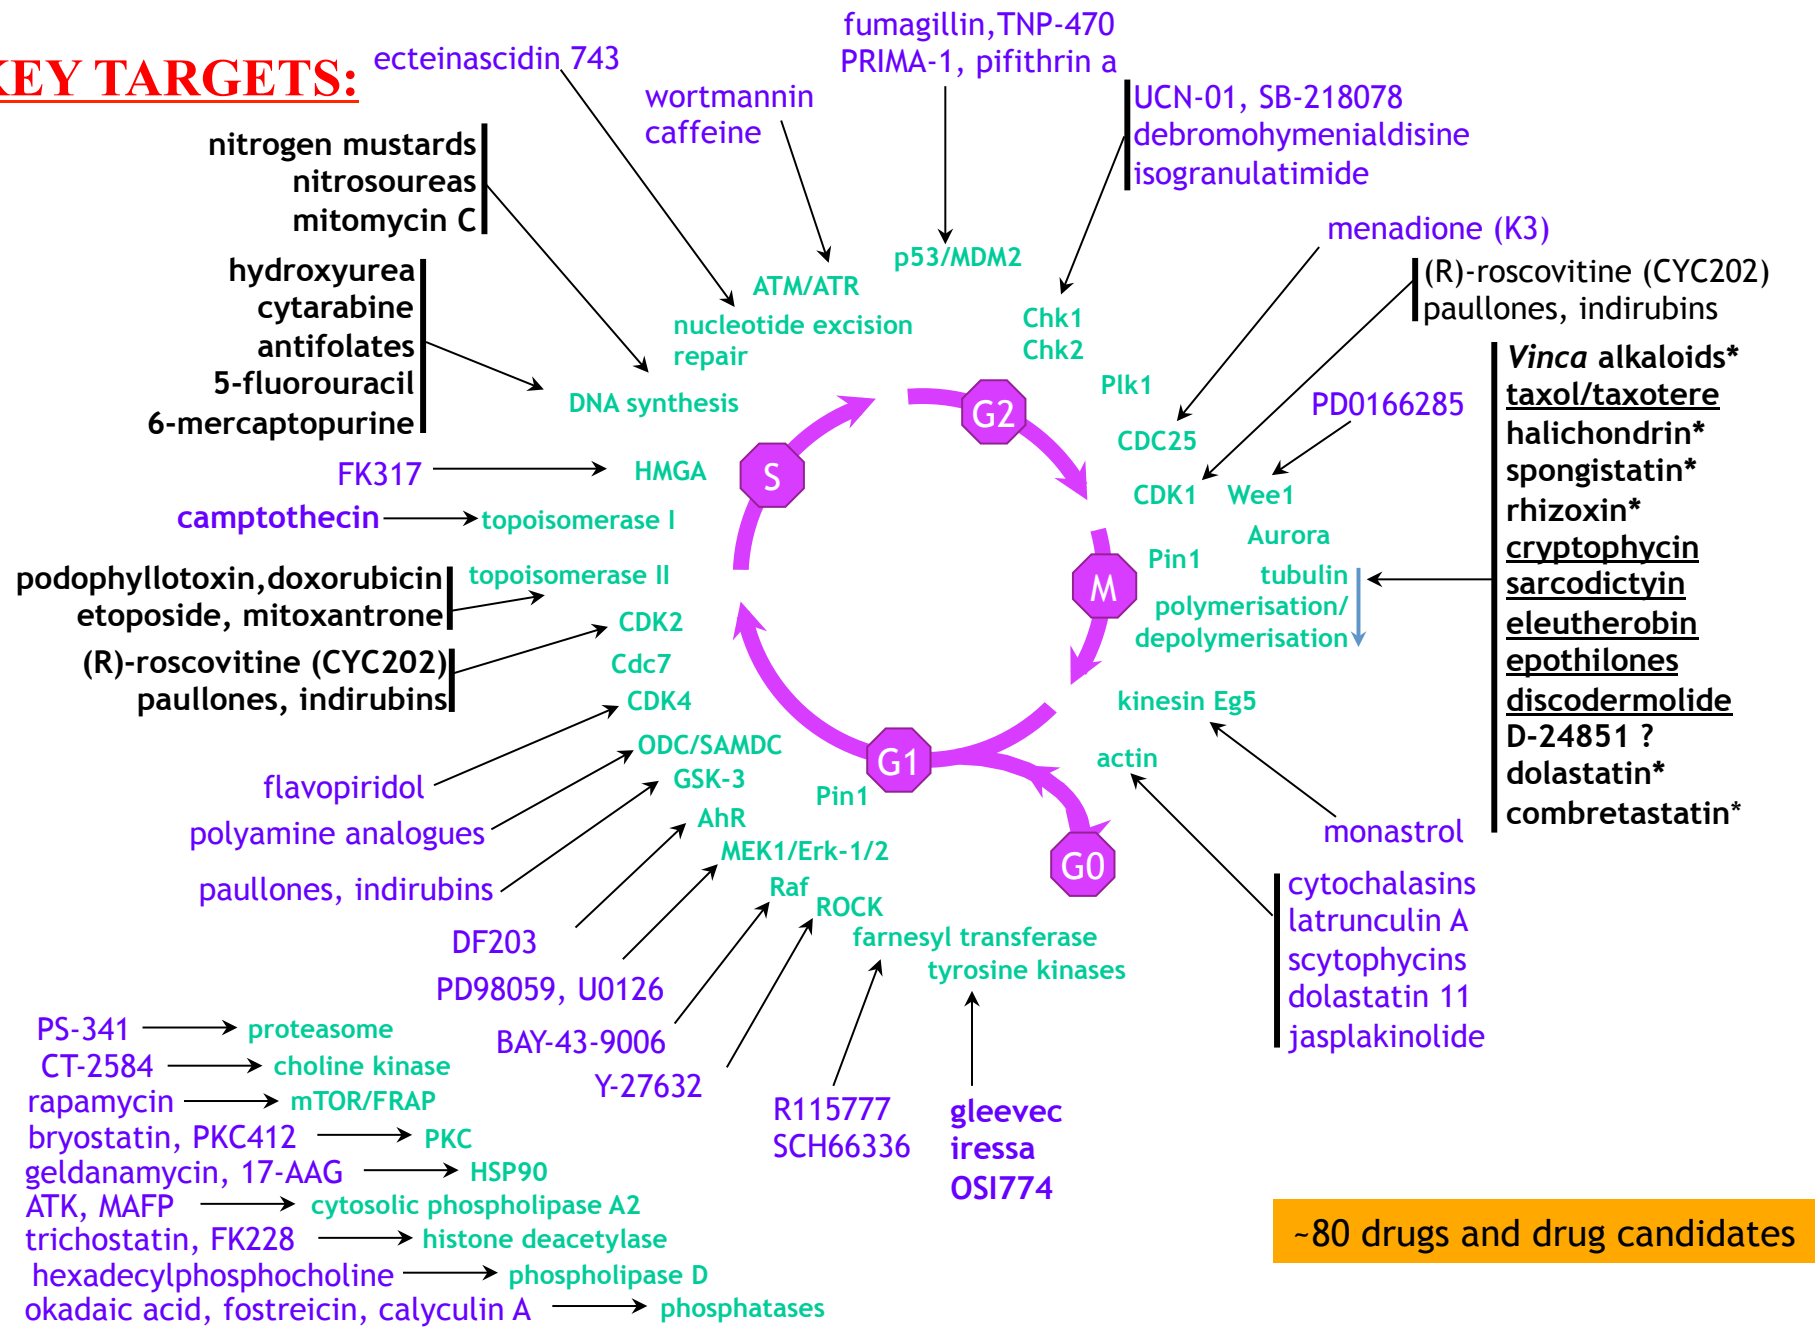 KEY TARGETS:
ecteinascidin 743
wortmannin
caffeine
fumagillin,TNP-470
PRIMA-1, pifithrin a
UCN-01, SB-218078
debromohymenialdisine
isogranulatimide
nitrogen mustards
nitrosoureas
mitomycin C
menadione (K3)
(R)-roscovitine (CYC202)
paullones, indirubins
hydroxyurea
cytarabine
antifolates
5-fluorouracil
6-mercaptopurine
p53/MDM2
ATM/ATR
nucleotide excision
repair
DNA synthesis
Chk1
Chk2
Plk1
CDC25
PD0166285
CDK1
Wee1
Aurora
Pin1
tubulin
polymerisation/
depolymerisation
Vinca alkaloids*
taxol/taxotere
halichondrin*
spongistatin*
rhizoxin*
cryptophycin
sarcodictyin
eleutherobin
epothilones
discodermolide
D-24851 ?
dolastatin*
combretastatin*
FK317
HMGA
camptothecin
topoisomerase I
podophyllotoxin,doxorubicin
etoposide, mitoxantrone
topoisomerase II
(R)-roscovitine (CYC202)
paullones, indirubins
CDK2
Cdc7
CDK4
S
G2
M
G1
G0
kinesin Eg5
actin
monastrol
cytochalasins
latrunculin A
scytophycins
dolastatin 11
jasplakinolide
flavopiridol
polyamine analogues
paullones, indirubins
ODC/SAMDC
GSK-3
Pin1
AhR
MEK1/Erk-1/2
Raf
ROCK
farnesyl transferase
tyrosine kinases
DF203
PD98059, U0126
BAY-43-9006
Y-27632
R115777
SCH66336
gleevec
iressa
OSI774
PS-341
proteasome
CT-2584
choline kinase
rapamycin
mTOR/FRAP
bryostatin, PKC412
PKC
geldanamycin, 17-AAG
HSP90
ATK, MAFP
cytosolic phospholipase A2
trichostatin, FK228
histone deacetylase
hexadecylphosphocholine
phospholipase D
okadaic acid, fostreicin, calyculin A
phosphatases
~80 drugs and drug candidates